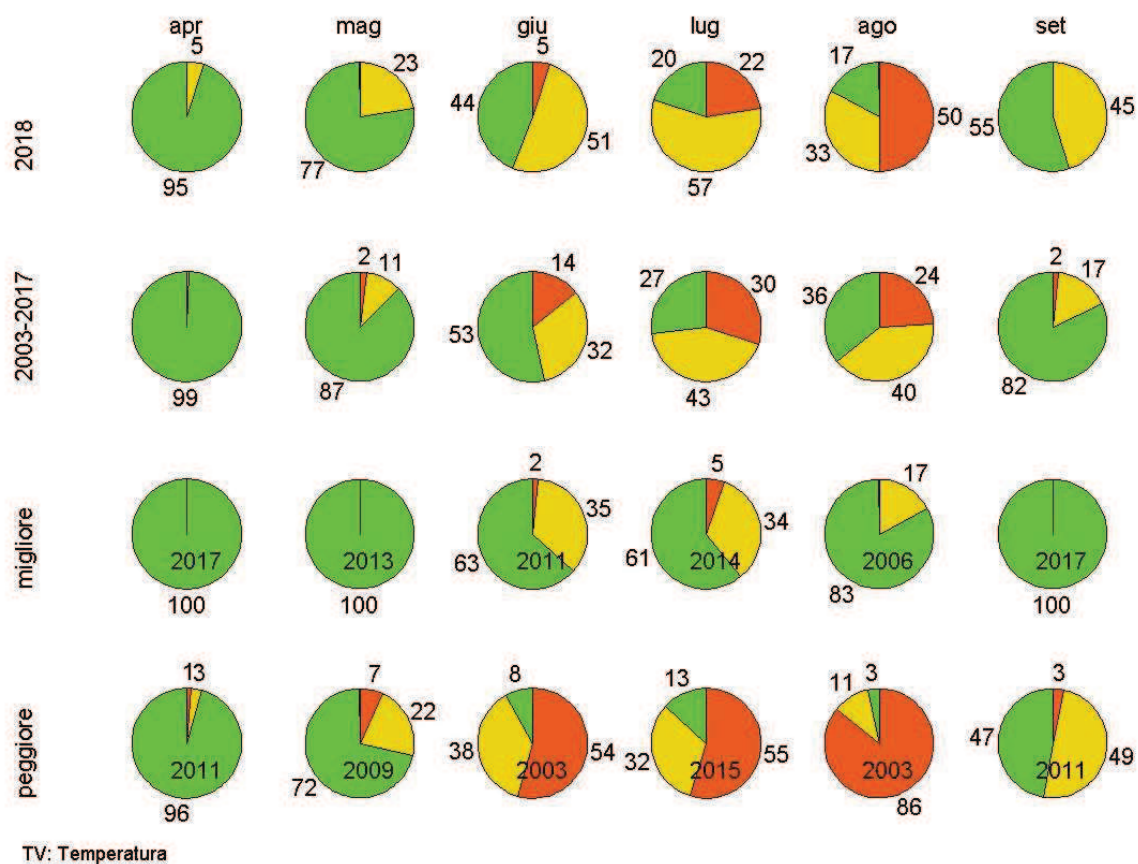 apr mag giu lug ago set
2018
5 23 5 20 22 17 45
44 50 55
51 33
95 77 57
2003-2017
2 11 14 27 30 36 24 2 17
53 32
99 87 43 40 82
migliore
2 35 5 34 17
2017 2013 63 2011 61 2014 2006 2017
100 100 83 100
peggiore
13 7 8 13 11 3 3
22 38 47
2011 2009 2003 54 32 2015 55 2003 2011 49
96 72 86
TV: Temperatura